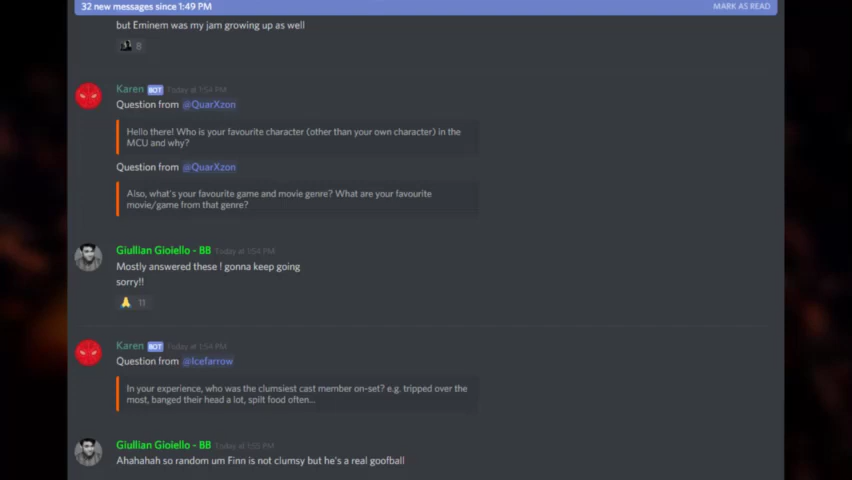 32 new messages since 1:49 PM
MARK AS READ
but Eminem was my jam growing up as well
8
Karen BOT Today at 1:54 PM
Question from @QuarXzon
Hello there! Who is your favourite character (other than your own character) in the
MCU and why?
Question from @QuarXzon
Also, what's your favourite game and movie genre? What are your favourite
movie/game from that genre?
Giullian Gioiello - BB Today at 1:54 PM
Mostly answered these ! gonna keep going
sorry!!
11
Karen BOT Today at 1:54 PM
Question from @Icefarrow
In your experience, who was the clumsiest cast member on-set? e.g. tripped over the
most, banged their head a lot, spilt food often...
Giullian Gioiello - BB Today at 1:55 PM
Ahahahah so random um Finn is not clumsy but he's a real goofball